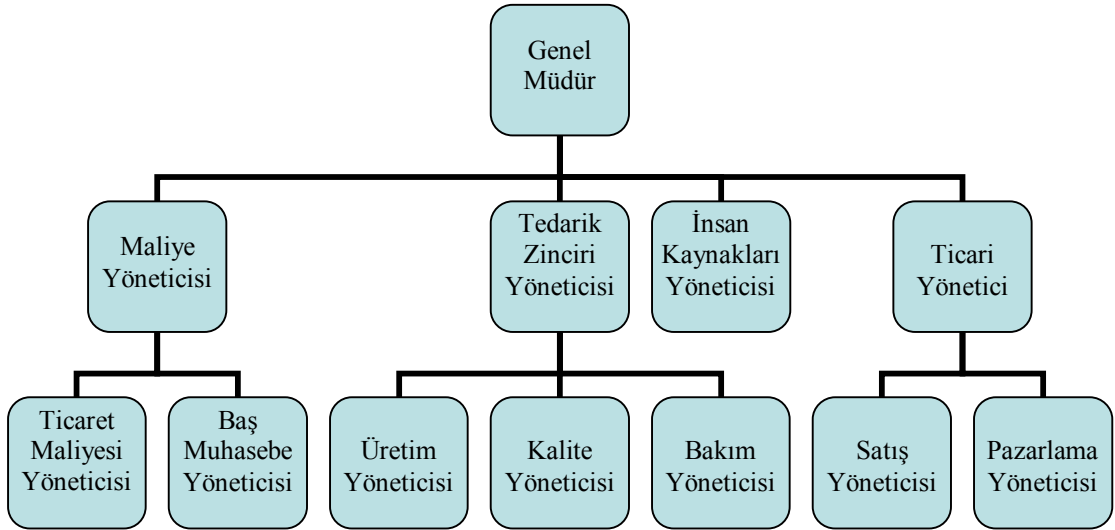 Genel
Müdür
Maliye
Yöneticisi
Tedarik
Zinciri
Yöneticisi
İnsan
Kaynakları
Yöneticisi
Ticari
Yönetici
Ticaret
Maliyesi
Yöneticisi
Baş
Muhasebe
Yöneticisi
Üretim
Yöneticisi
Kalite
Yöneticisi
Bakım
Yöneticisi
Satış
Yöneticisi
Pazarlama
Yöneticisi